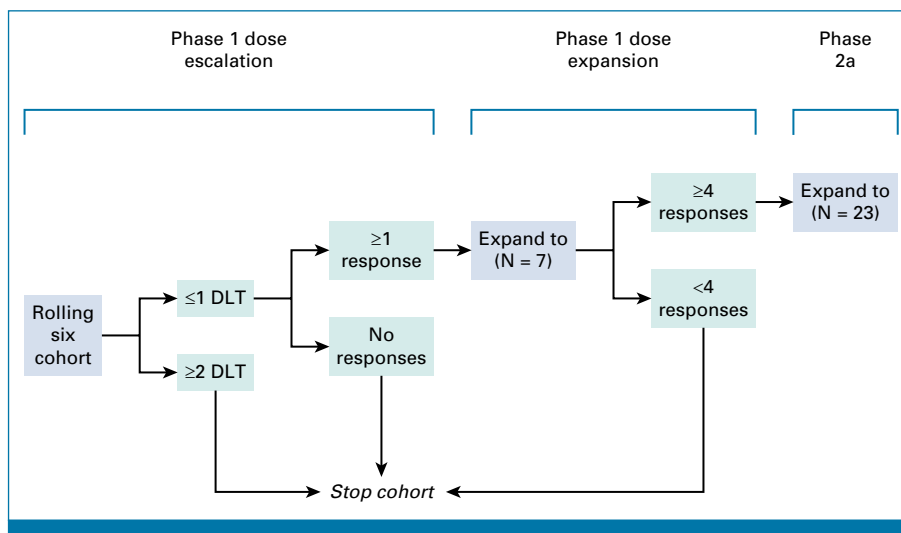 Phase 1 dose
escalation
Phase 1 dose
expansion
Phase
2a
Rolling
six
cohort
≤1 DLT
≥2 DLT
≥1
response
No
responses
Expand to
(N = 7)
≥4
responses
<4
responses
Expand to
(N = 23)
Stop cohort